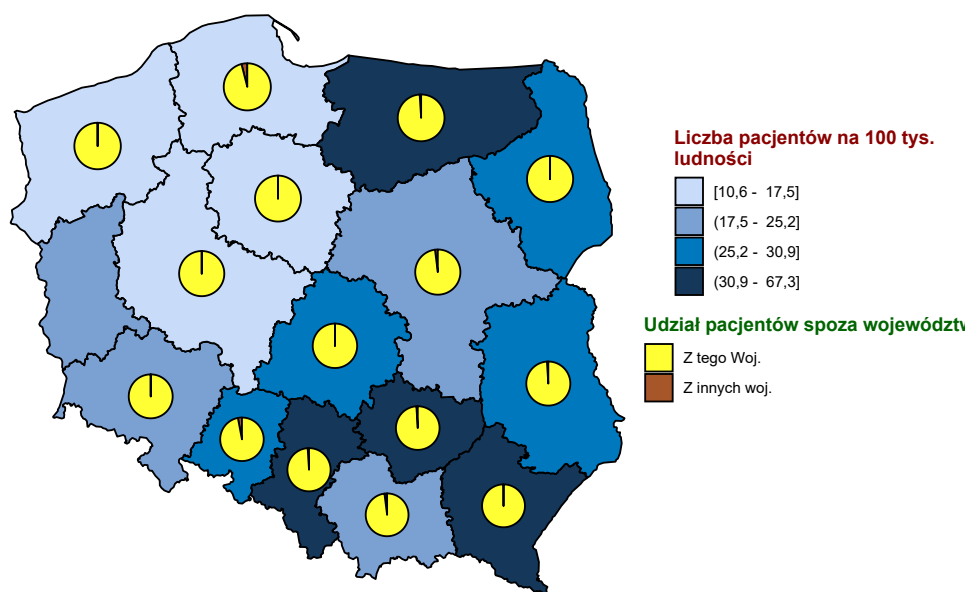 Liczba pacjentów na 100 tys.
ludności
[10,6 - 17,5]
(17,5 - 25,2]
(25,2 - 30,9]
(30,9 - 67,3]
Udział pacjentów spoza województw
Z tego Woj.
Z innych woj.